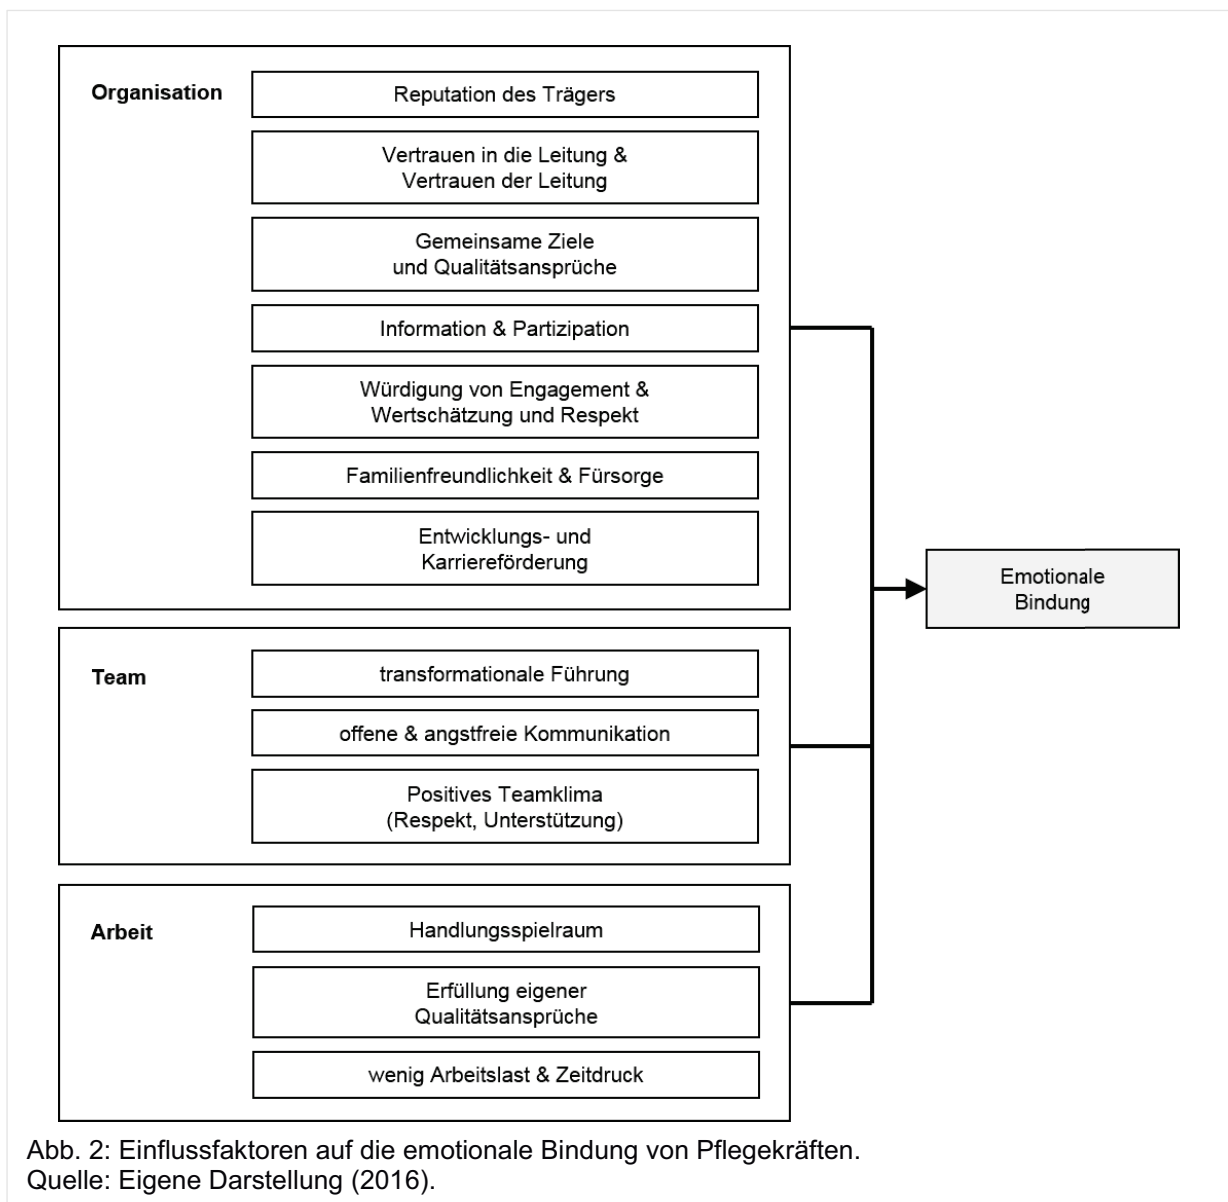 Organisation
Reputation des Trägers
Vertrauen in die Leitung &
Vertrauen der Leitung
Gemeinsame Ziele
und Qualitätsansprüche
Information & Partizipation
Würdigung von Engagement &
Wertschätzung und Respekt
Familienfreundlichkeit & Fürsorge
Entwicklungs- und
Karriereförderung
Emotionale
Bindung
Team
transformationale Führung
offene & angstfreie Kommunikation
Positives Teamklima
(Respekt, Unterstützung)
Arbeit
Handlungsspielraum
Erfüllung eigener
Qualitätsansprüche
wenig Arbeitslast & Zeitdruck
Abb. 2: Einflussfaktoren auf die emotionale Bindung von Pflegekräften.
Quelle: Eigene Darstellung (2016).